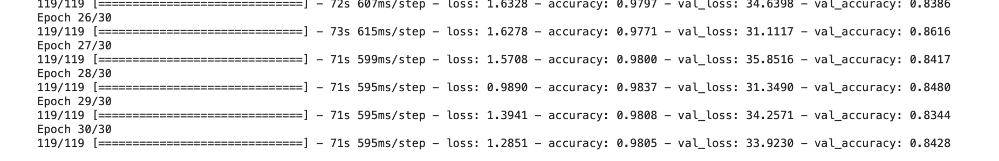 119/119 [==============================] - 72s 607ms/step - loss: 1.6328 - accuracy: 0.9797 - val_loss: 34.6398 - val_accuracy: 0.8386
Epoch 26/30
119/119 [==============================] - 73s 615ms/step - loss: 1.6278 - accuracy: 0.9771 - val_loss: 31.1117 - val_accuracy: 0.8616
Epoch 27/30
119/119 [==============================] - 71s 599ms/step - loss: 1.5708 - accuracy: 0.9800 - val_loss: 35.8516 - val_accuracy: 0.8417
Epoch 28/30
119/119 [==============================] - 71s 595ms/step - loss: 0.9890 - accuracy: 0.9837 - val_loss: 31.3490 - val_accuracy: 0.8480
Epoch 29/30
119/119 [==============================] - 71s 595ms/step - loss: 1.3941 - accuracy: 0.9808 - val_loss: 34.2571 - val_accuracy: 0.8344
Epoch 30/30
119/119 [==============================] - 71s 595ms/step - loss: 1.2851 - accuracy: 0.9805 - val_loss: 33.9230 - val_accuracy: 0.8428